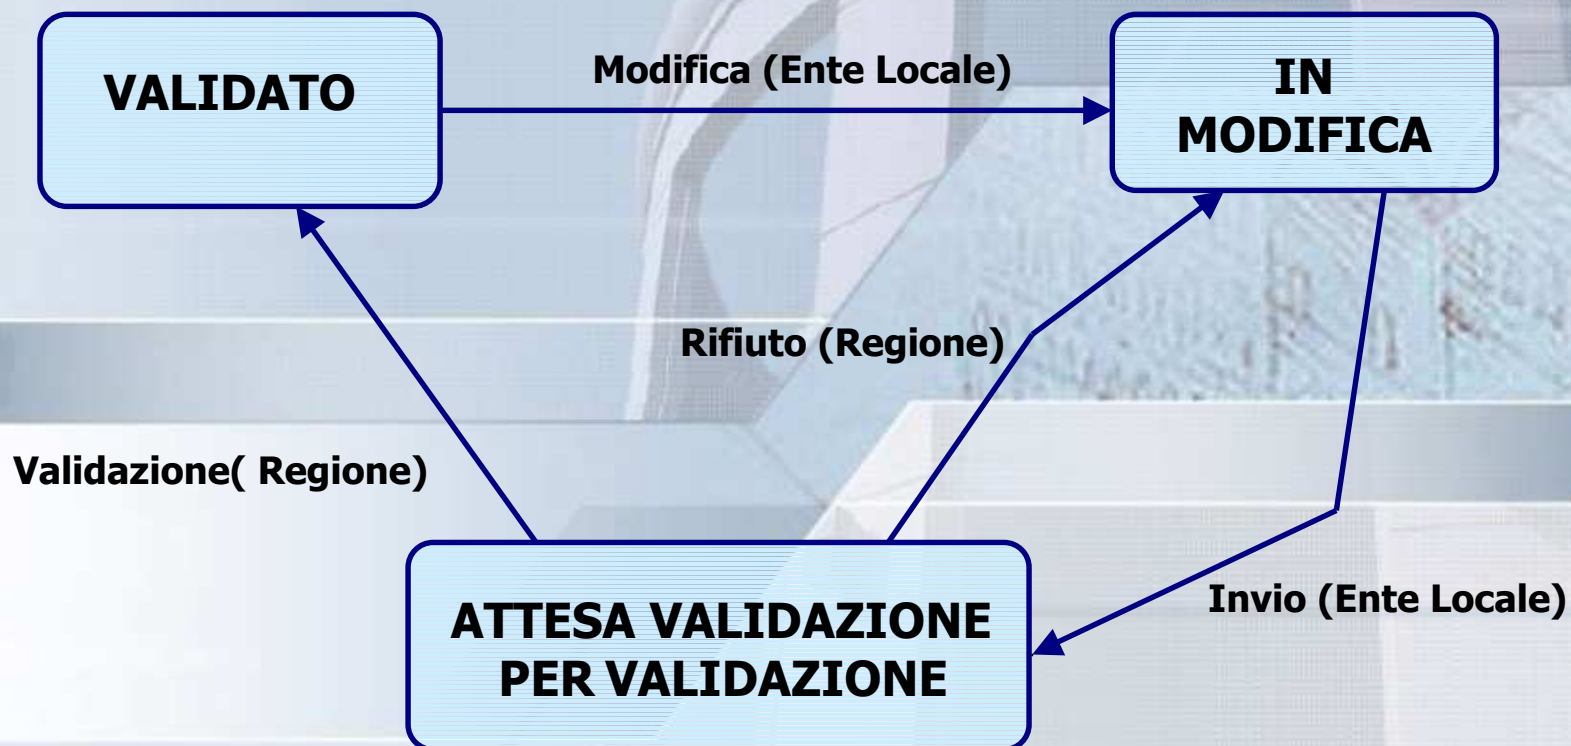 VALIDATO
Modifica (Ente Locale)
IN
MODIFICA
Rifiuto (Regione)
Validazione( Regione)
Invio (Ente Locale)
ATTESA VALIDAZIONE
PER VALIDAZIONE